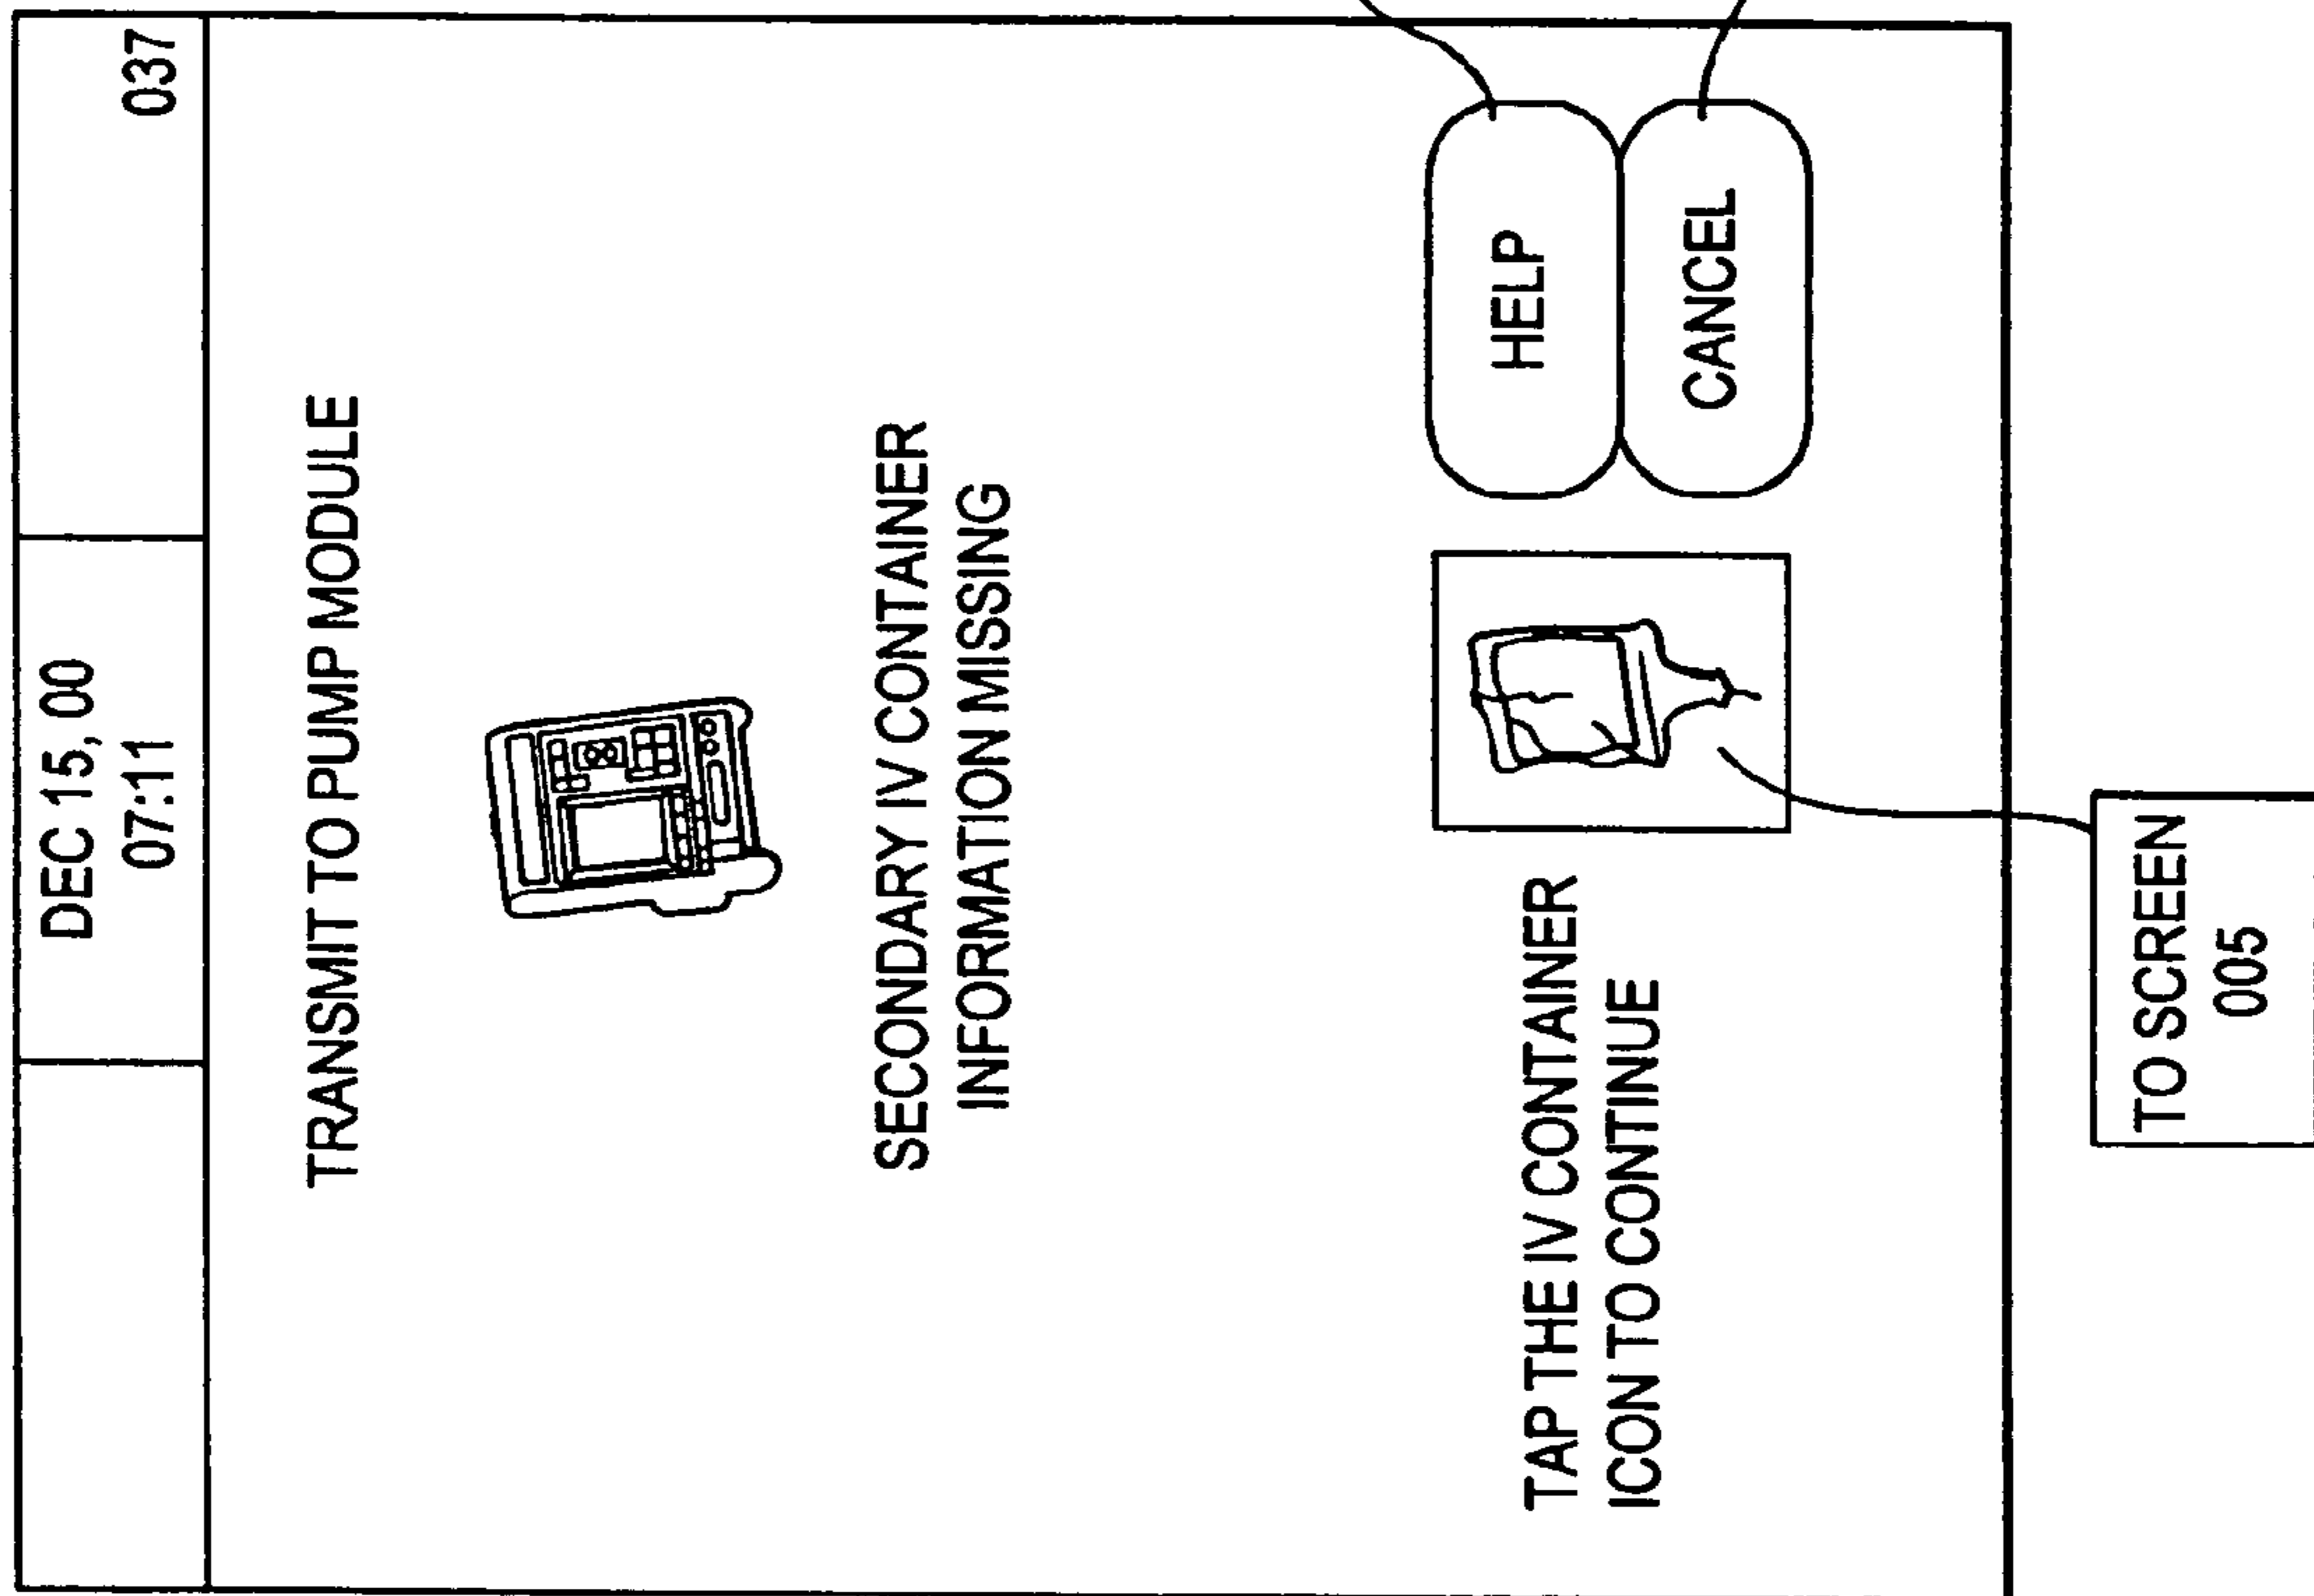 DEC 15, 00
07:11
037
TRANSMIT TO PUMP MODULE
SECONDARY IV CONTAINER
INFORMATION MISSING
TAP THE IV CONTAINER
ICON TO CONTINUE
HELP
CANCEL
TO SCREEN
005